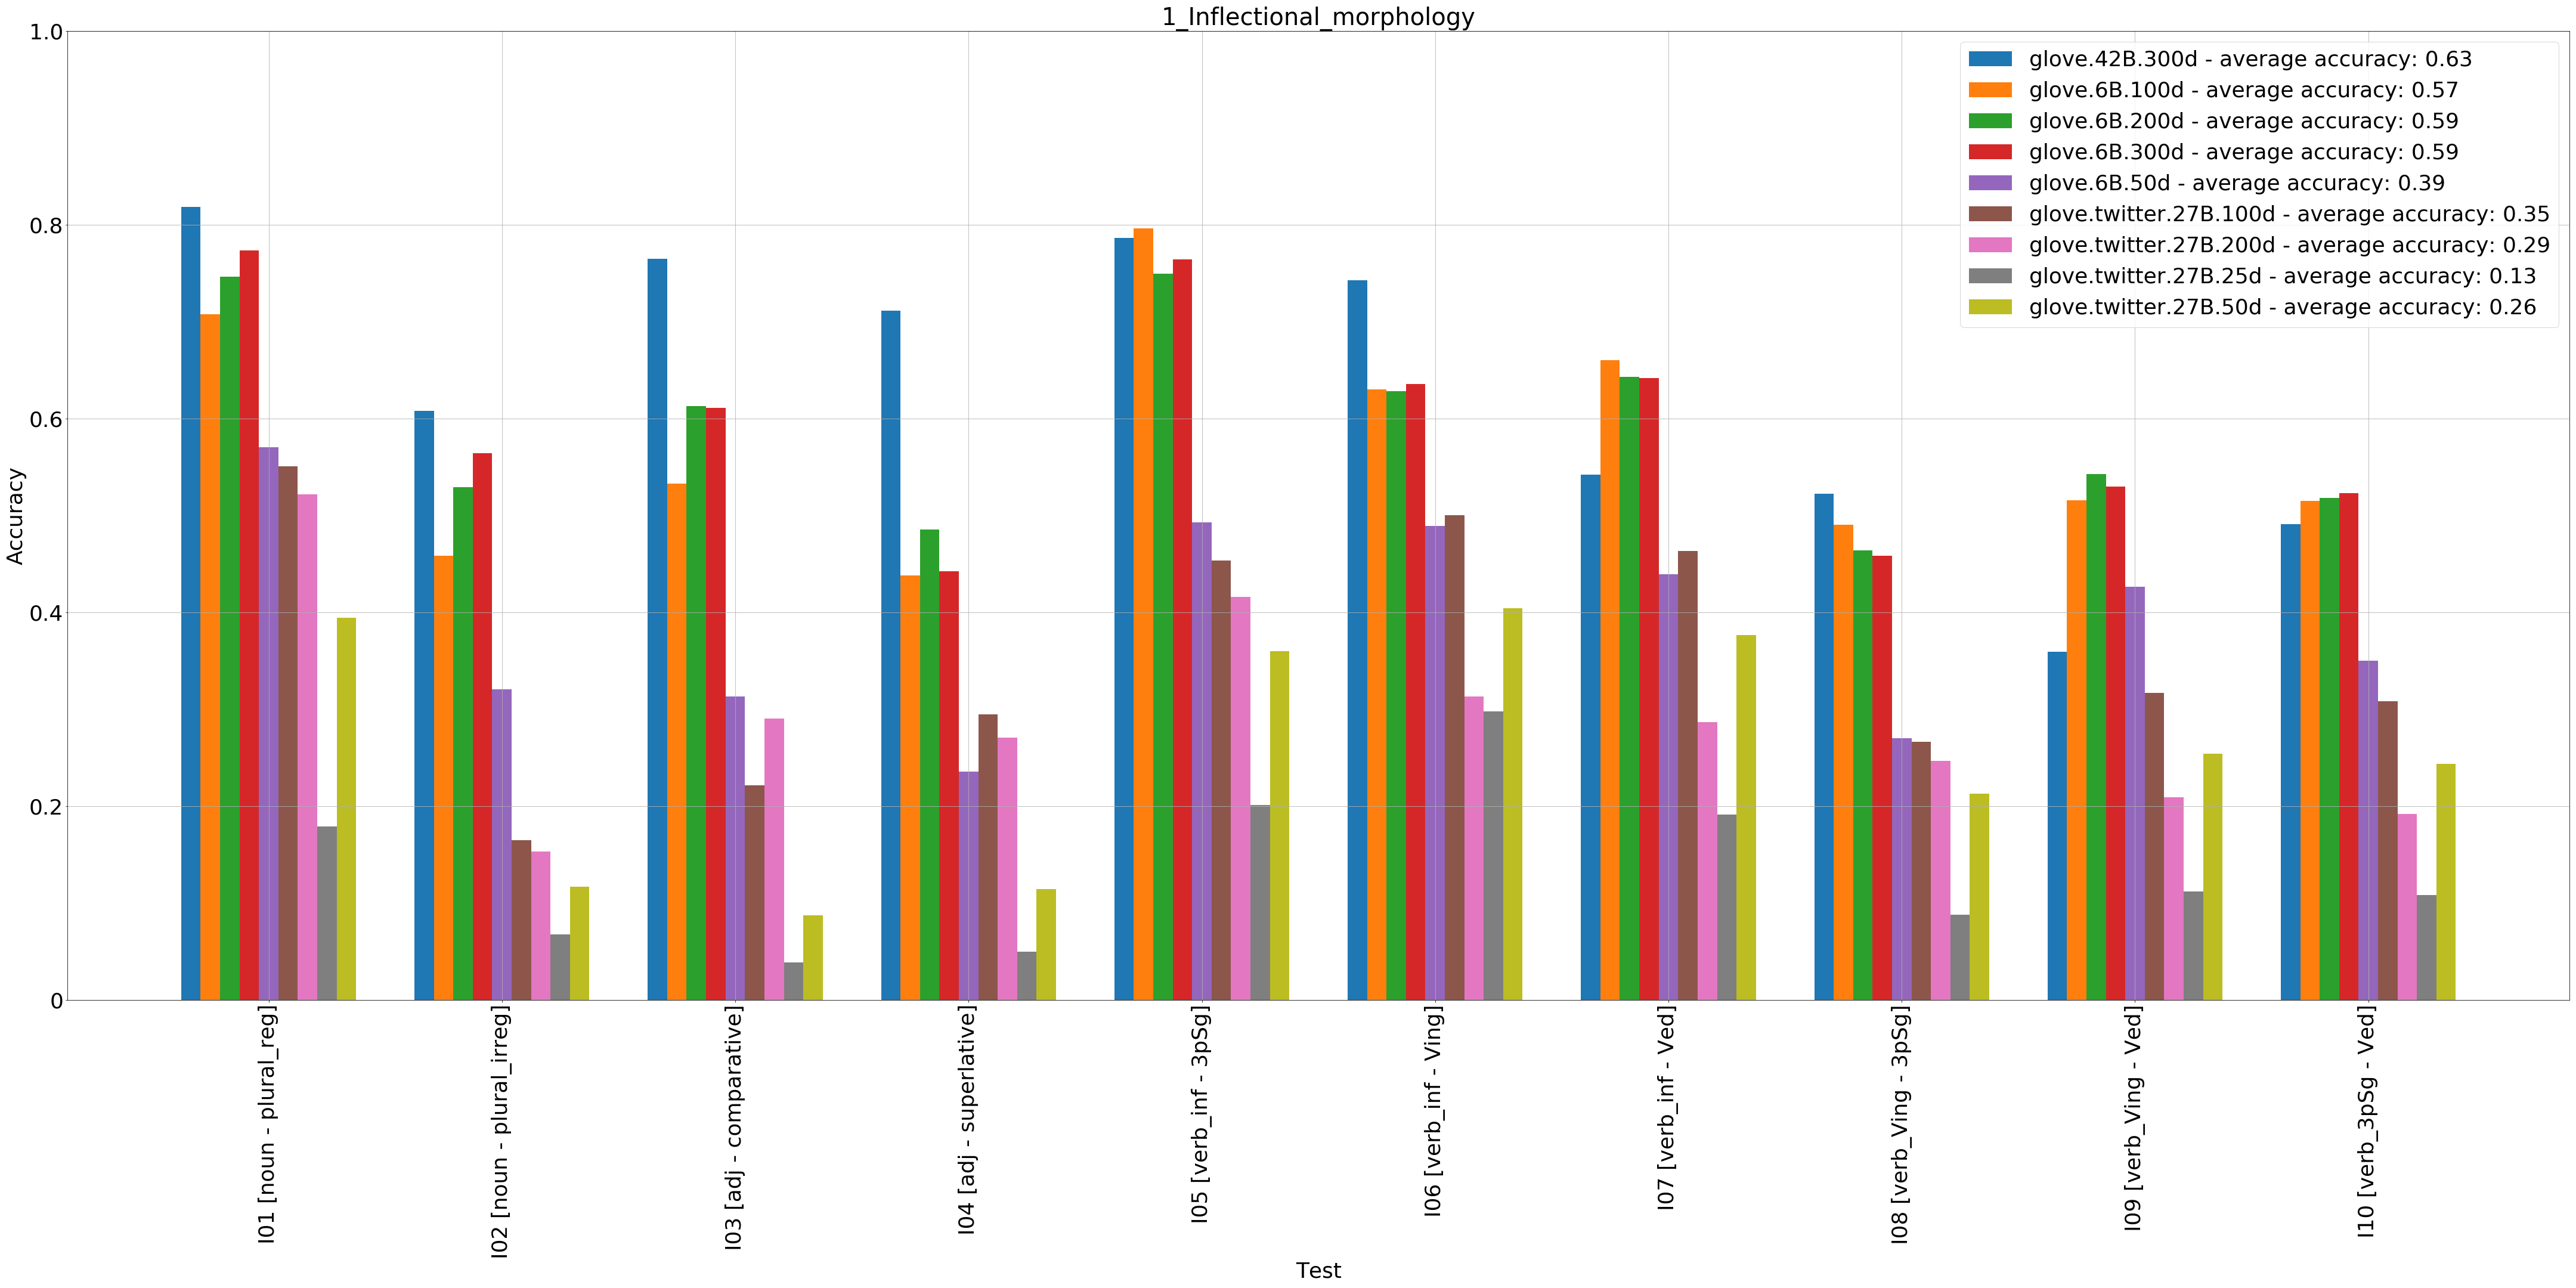 1_Inflectional_morphology
1.0
0.8
0.6
0.4
0.2
0
Accuracy
glove.42B.300d - average accuracy: 0.63
glove.6B.100d - average accuracy: 0.57
glove.6B.200d - average accuracy: 0.59
glove.6B.300d - average accuracy: 0.59
glove.6B.50d - average accuracy: 0.39
glove.twitter.27B.100d - average accuracy: 0.35
glove.twitter.27B.200d - average accuracy: 0.29
glove.twitter.27B.25d - average accuracy: 0.13
glove.twitter.27B.50d - average accuracy: 0.26
I01 [noun - plural_reg]
I02 [noun - plural_irreg]
I03 [adj - comparative]
I04 [adj - superlative]
I05 [verb_inf - 3pSg]
I06 [verb_inf - Ving]
I07 [verb_inf - Ved]
I08 [verb_Ving - 3pSg]
I09 [verb_Ving - Ved]
I10 [verb_3pSg - Ved]
Test